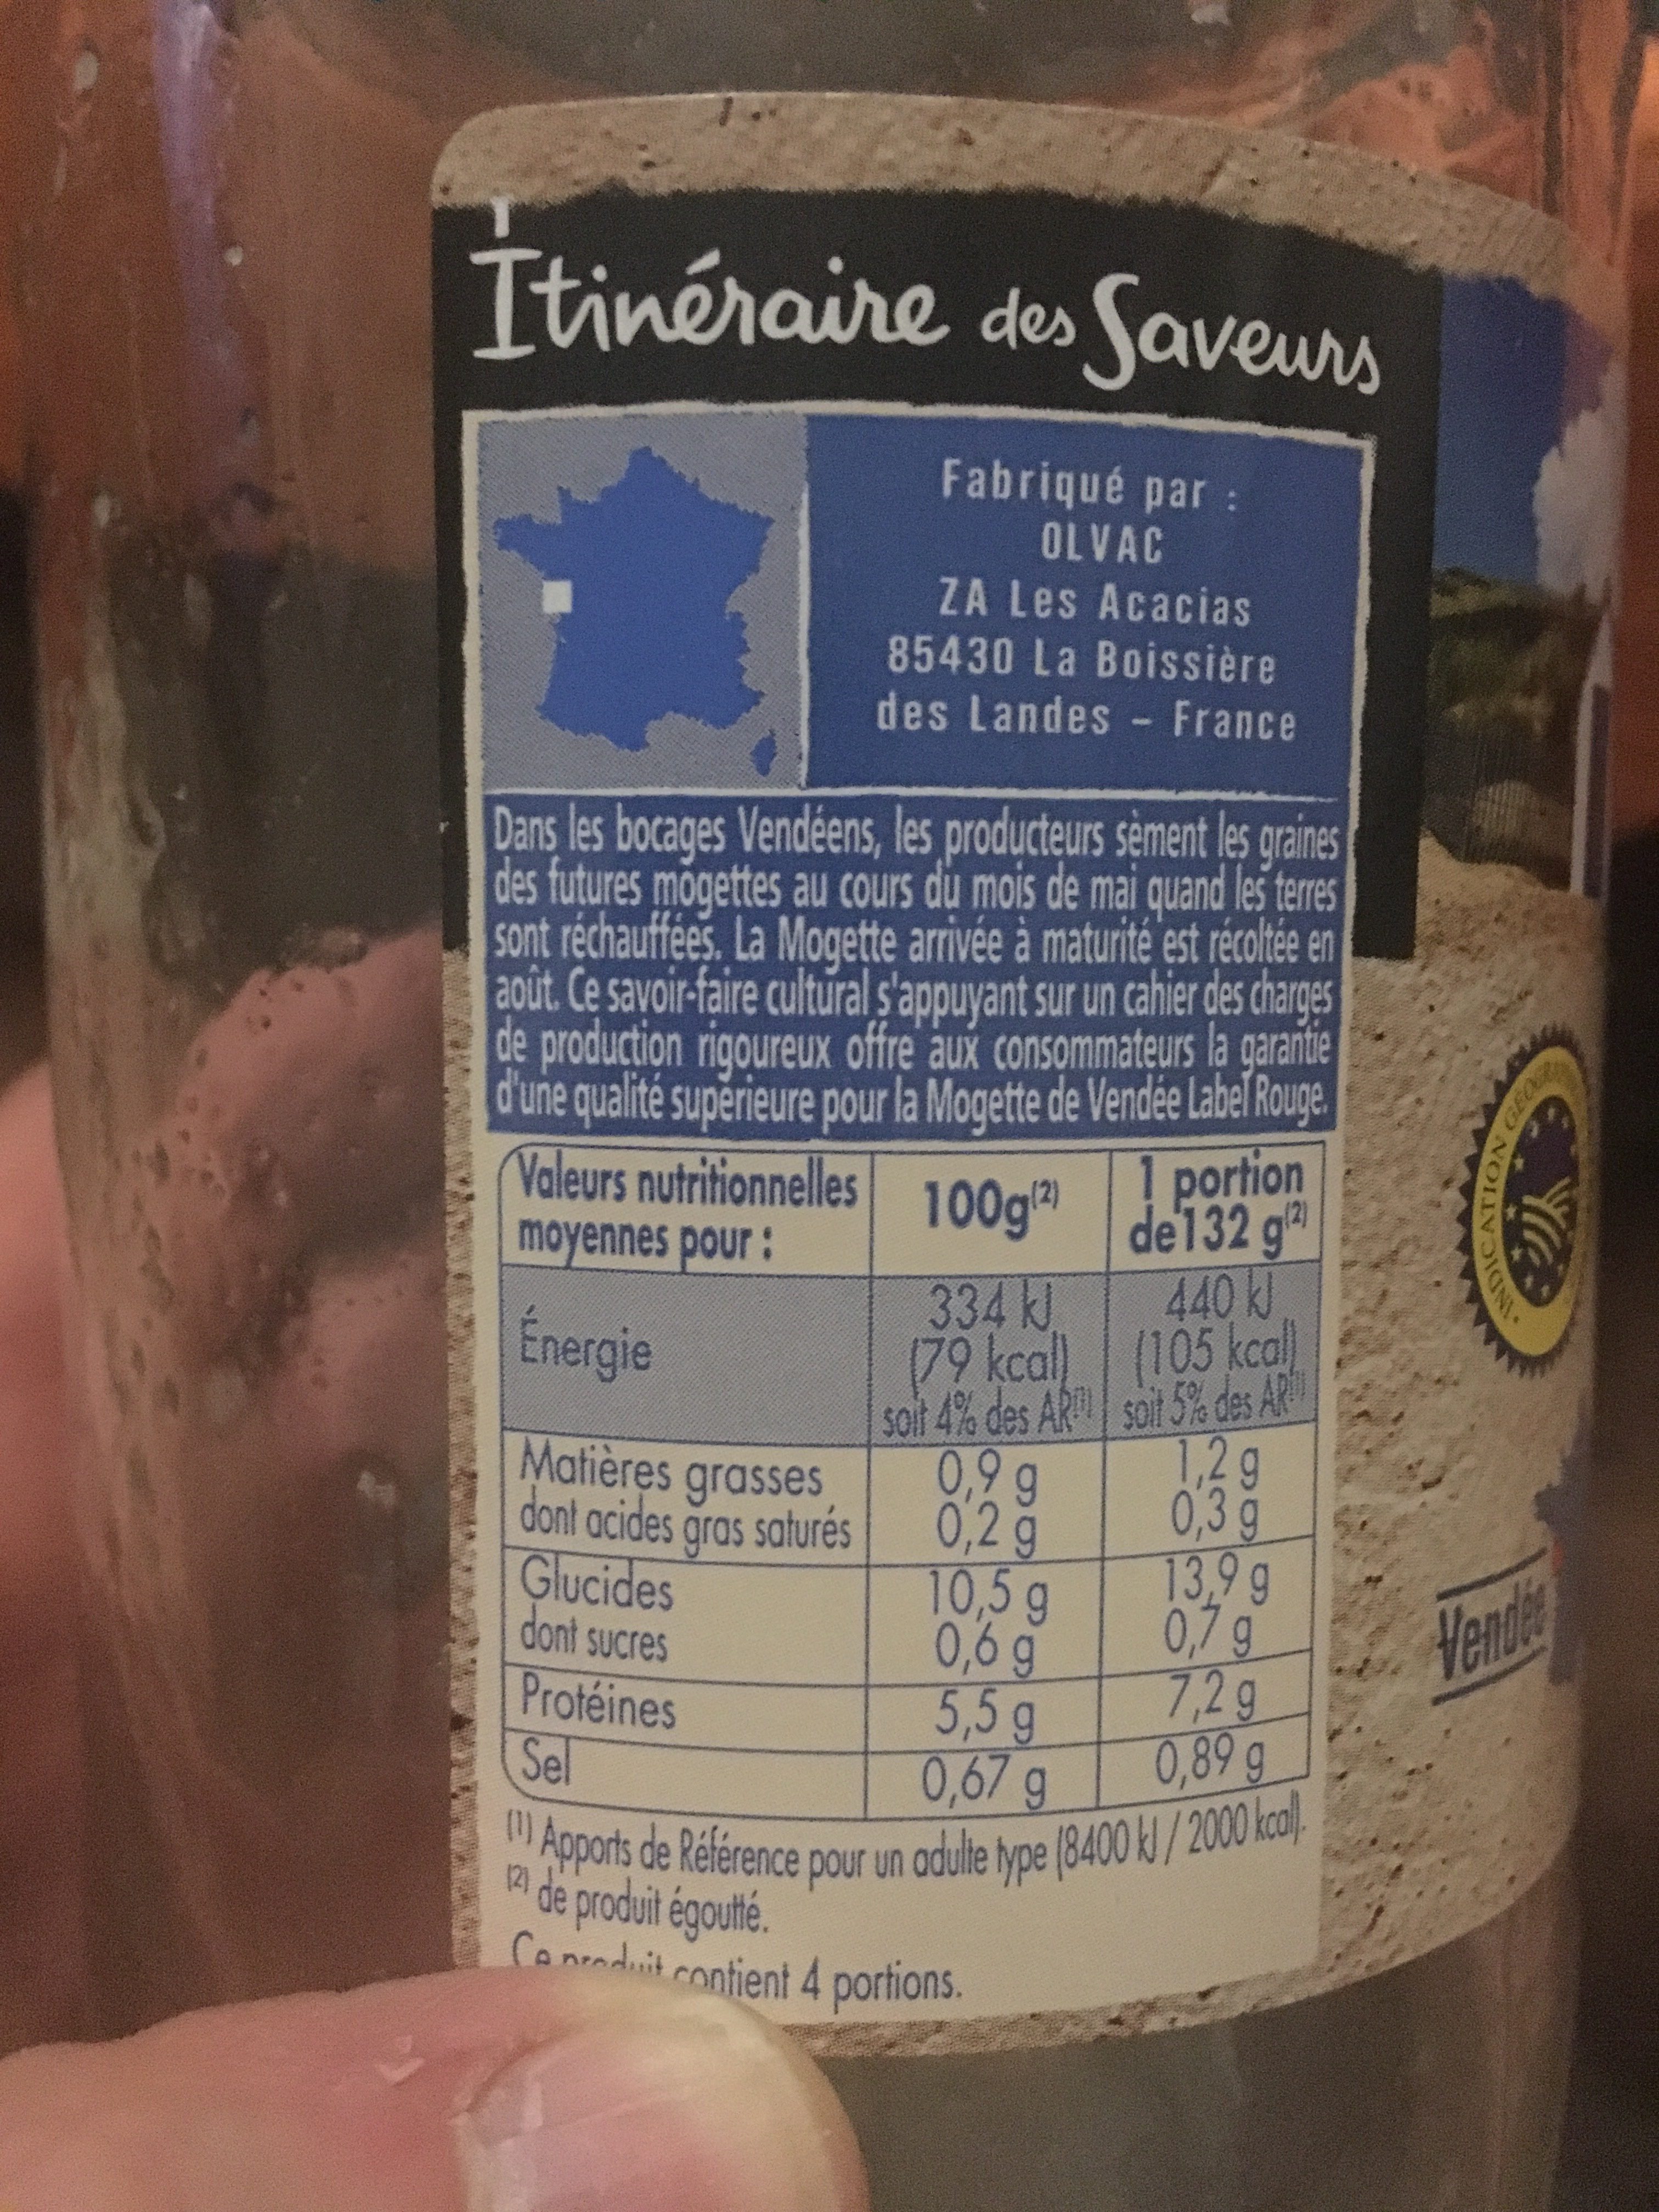 Itinéraire des Saveurs
Fabriqué par :
OLVAC
ZA Les Acacias
85430 La Boissière
des Landes – France
Dans les bocages Vendéens, les producteurs sèment les graines
des futures mogettes au cours du mois de mai quand les terres
sont réchauffées. La Mogette arrivée à maturité est récoltée en
août. Ce savoir-faire cultural s'appuyant sur un cahier des charges
de production rigoureux offre aux consommateurs la garantie
d'une qualité supérieure pour la Mogette de Vendée Label Rouge.
Valeurs nutritionnelles
moyennes pour :
100g(2)
1 portion
de 132 g(2)
Énergie
334 kJ
(79 kcal)
soit 4% des AR(1)
440 kJ
(105 kcal)
soit 5% des AR(1)
Matières grasses 0,9 g 1,2 g
dont acides gras saturés 0,2 g 0,3 g
Glucides 10,5 g 13,9 g
dont sucres 0,6 g 0,7 g
Protéines 5,5 g 7,2 g
Sel 0,67 g 0,89 g
(1) Apports de Référence pour un adulte type (8400 kJ / 2000 kcal).
(2) de produit égoutté.
Ce produit contient 4 portions.
INDICATION
Vendée